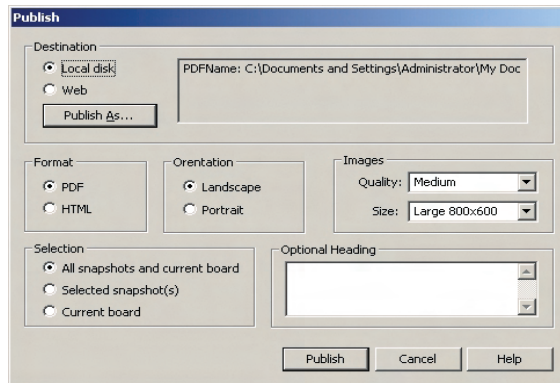 Publish
Destination
Local disk
Web
Publish As...
PDFName: C:\Documents and Settings\Administrator\My Doc
Format
PDF
HTML
Orentation
Landscape
Portrait
Images
Quality: Medium
Size: Large 800x600
Selection
All snapshots and current board
Selected snapshot(s)
Current board
Optional Heading
Publish Cancel Help